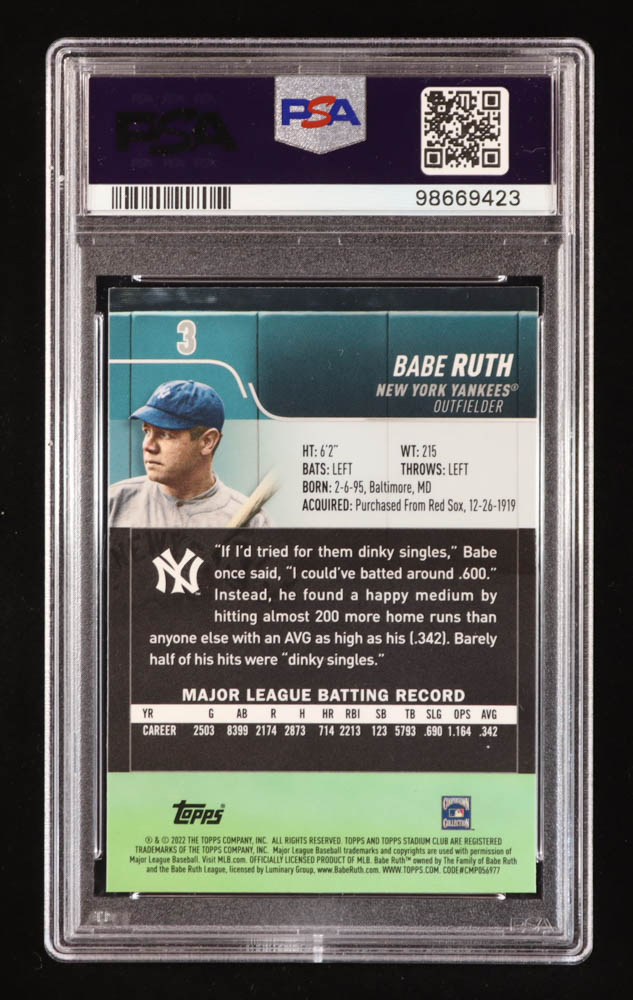 PSA
PSA
98669423
3
BABE RUTH
NEW YORK YANKEES®
OUTFIELDER
HT: 6'2" WT: 215
BATS: LEFT THROWS: LEFT
BORN: 2-6-95, Baltimore, MD
ACQUIRED: Purchased From Red Sox, 12-26-1919
"If I'd tried for them dinky singles," Babe
once said, "I could've batted around .600."
Instead, he found a happy medium by
hitting almost 200 more home runs than
anyone else with an AVG as high as his (.342). Barely
half of his hits were "dinky singles."
MAJOR LEAGUE BATTING RECORD
YR G AB R H HR RBI SB TB SLG OPS AVG
CAREER 2503 8399 2174 2873 714 2213 123 5793 .690 1.164 .342
Topps
COOPERSTOWN
COLLECTION
® & © 2022 THE TOPPS COMPANY, INC. ALL RIGHTS RESERVED. TOPPS AND TOPPS STADIUM CLUB ARE REGISTERED
TRADEMARKS OF THE TOPPS COMPANY, INC. Major League Baseball trademarks and copyrights are used with permission of
Major League Baseball. Visit MLB.com. OFFICIALLY LICENSED PRODUCT OF MLB. Babe Ruth™ owned by The Family of Babe Ruth
and the Babe Ruth League, licensed by Luminary Group, www.BabeRuth.com. WWW.TOPPS.COM. CODE#CMP056977
PSA